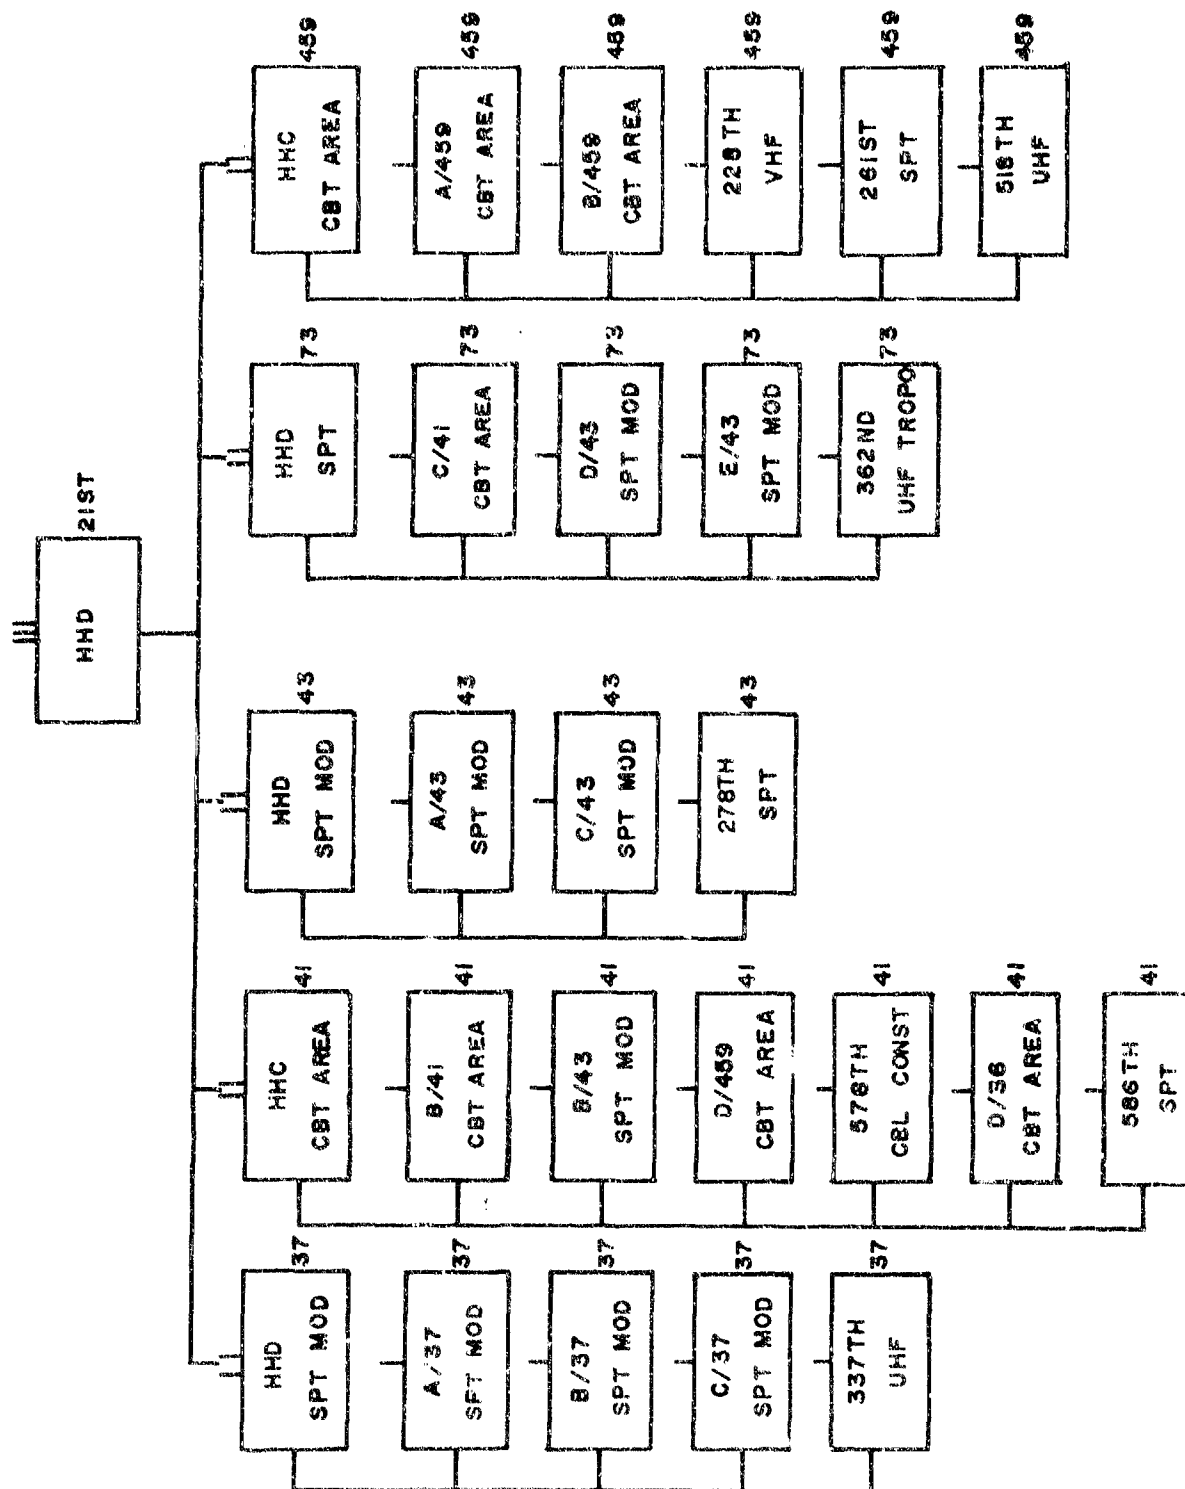 HHD
21ST
HHD
SPT MOD
37
A/37
SPT MOD
37
B/37
SPT MOD
37
C/37
SPT MOD
37
337TH
UHF
37
HHC
CBT AREA
41
B/41
CBT AREA
41
B/43
SPT MOD
41
D/459
CBT AREA
41
578TH
CBL CONST
41
D/36
CBT AREA
41
586TH
SPT
41
HHD
SPT MOD
43
A/43
SPT MOD
43
C/43
SPT MOD
43
278TH
SPT
43
HHD
SPT
73
C/41
CBT AREA
73
D/43
SPT MOD
73
E/43
SPT MOD
73
362ND
UHF TROPO
73
HHC
CBT AREA
459
A/459
CBT AREA
459
B/459
CBT AREA
459
228TH
VHF
459
261ST
SPT
459
518TH
UHF
459